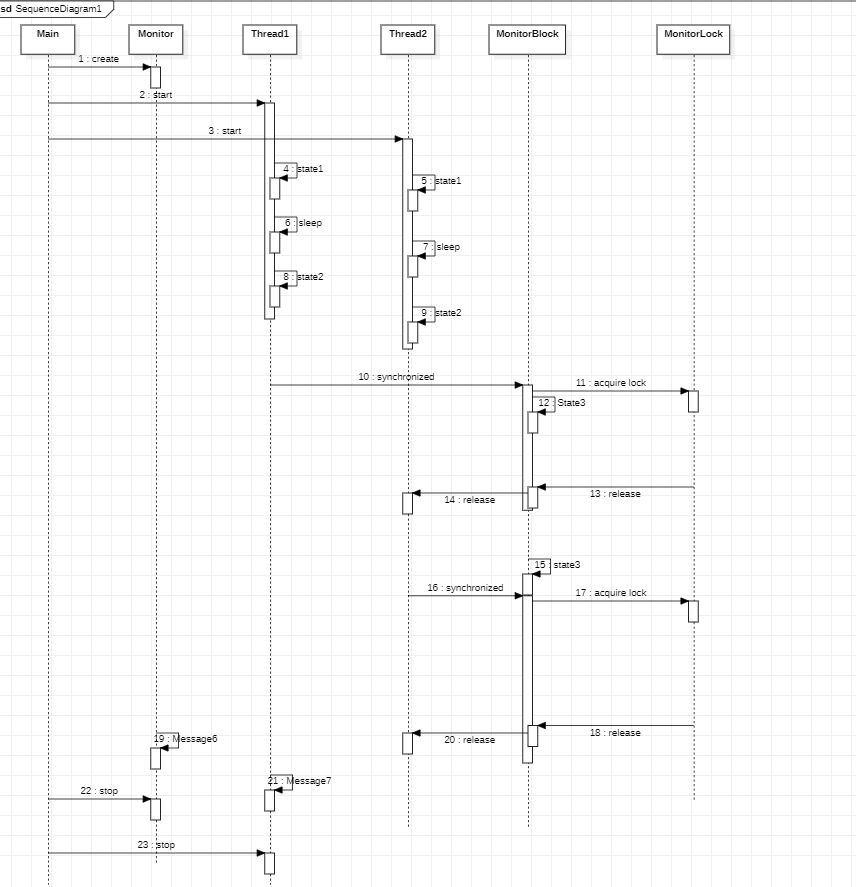 sd SequenceDiagram1
Main
Monitor
Thread1
Thread2
MonitorBlock
MonitorLock
1 : create
2 : start
3 : start
4 : state1
5 : state1
6 : sleep
7 : sleep
8 : state2
9 : state2
10 : synchronized
11 : acquire lock
12 : State3
13 : release
14 : release
15 : state3
16 : synchronized
17 : acquire lock
18 : release
19 : Message6
20 : release
21 : Message7
22 : stop
23 : stop